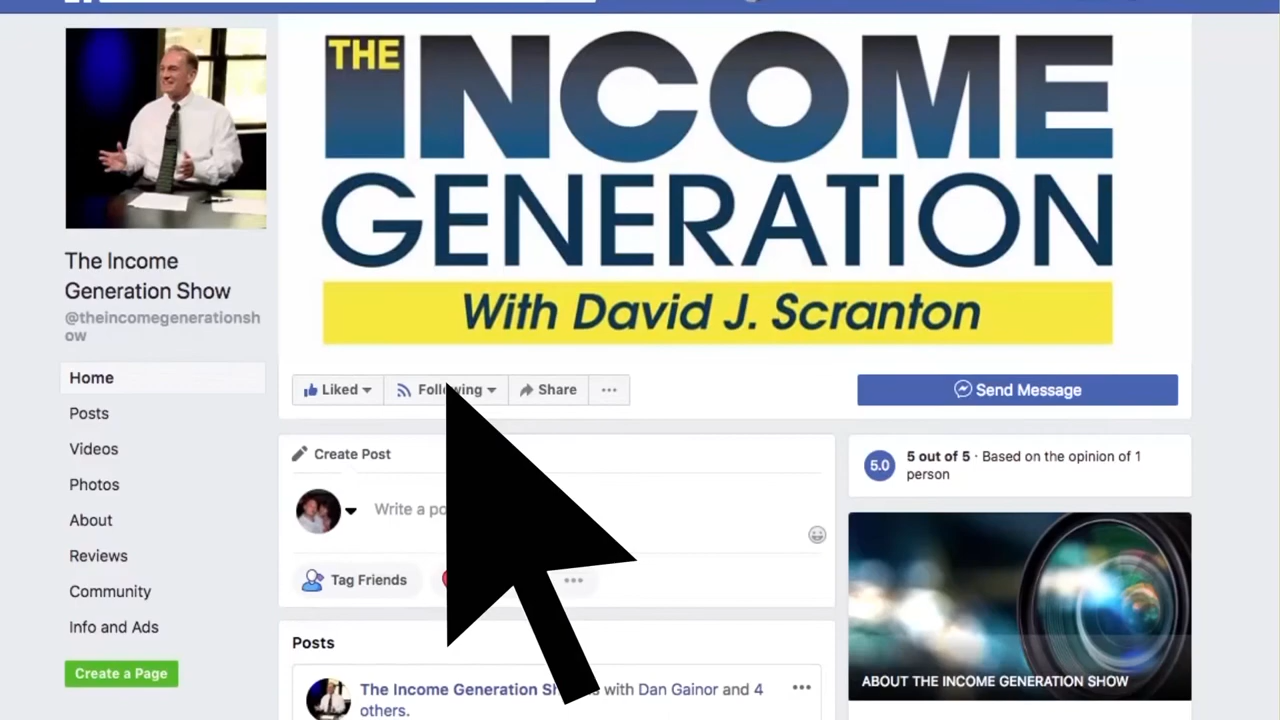 THE
INCOME
GENERATION
With David J. Scranton
The Income
Generation Show
@theincomegenerationsh
ow
Home
Posts
Videos
Photos
About
Reviews
Community
Info and Ads
Create a Page
Liked
Following
Share
Send Message
Create Post
Write a po
Tag Friends
Posts
The Income Generation Sh with Dan Gainor and 4
others.
5.0
5 out of 5 · Based on the opinion of 1
person
ABOUT THE INCOME GENERATION SHOW